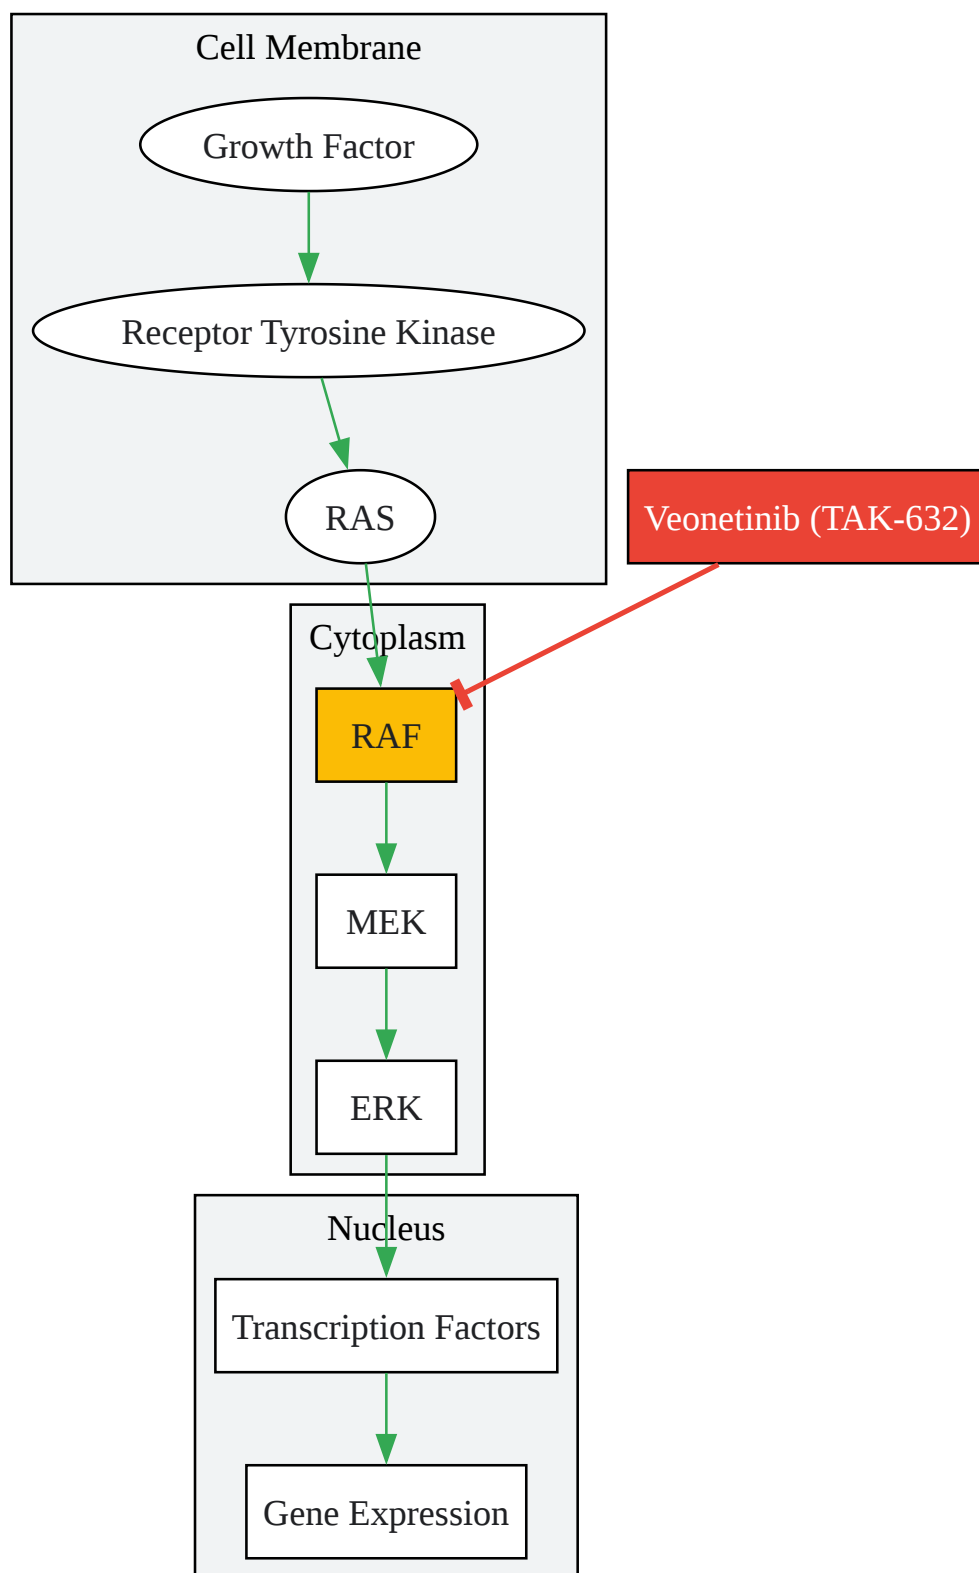 Cell Membrane
Growth Factor
Receptor Tyrosine Kinase
RAS
Veonetinib (TAK-632)
Cytoplasm
RAF
MEK
ERK
Nucleus
Transcription Factors
Gene Expression